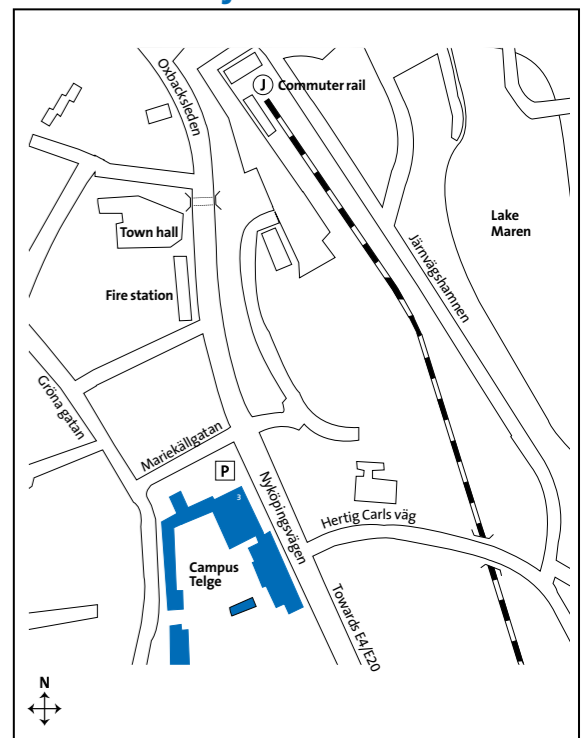 J
Commuter rail
Oxbacksleden
Town hall
Lake
Maren
Järnvägshamnen
Fire station
Gröna gatan
Mariekällgatan
P
3
Nyköpingsvägen
Hertig Carls väg
Campus
Telge
Towards E4/E20
N